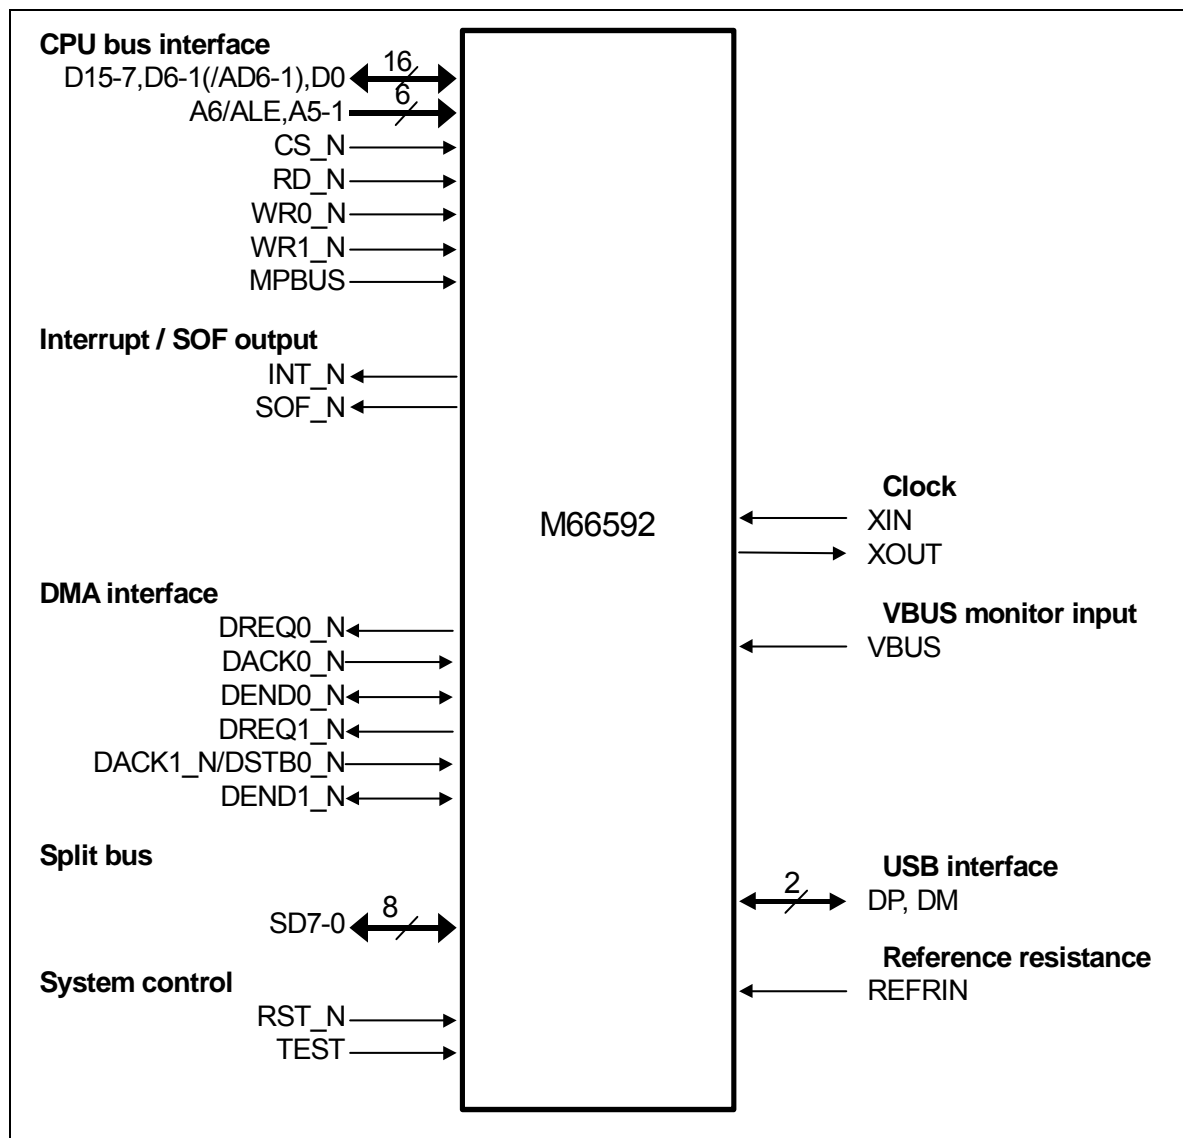 CPU bus interface
D15-7,D6-1(/AD6-1),D0
16
A6/ALE,A5-1
6
CS_N
RD_N
WR0_N
WR1_N
MPBUS
Interrupt / SOF output
INT_N
SOF_N
M66592
Clock
XIN
XOUT
DMA interface
DREQ0_N
DACK0_N
DEND0_N
DREQ1_N
DACK1_N/DSTB0_N
DEND1_N
VBUS monitor input
VBUS
Split bus
SD7-0
8
USB interface
2
DP, DM
System control
RST_N
TEST
Reference resistance
REFRIN